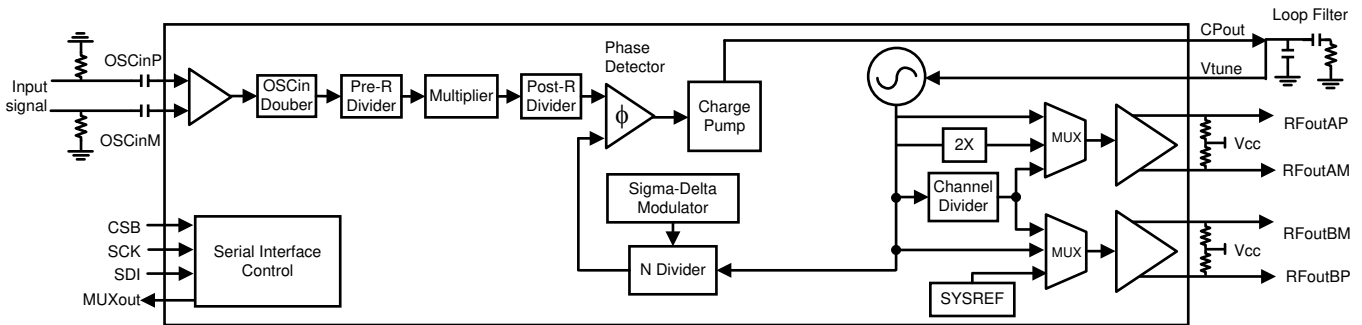 Loop Filter
CPout
Vtune
OSCinP
Input
signal
OSCinM
OSCin
Douber
Pre-R
Divider
Multiplier
Post-R
Divider
Phase
Detector
ϕ
Charge
Pump
2X
Channel
Divider
MUX
MUX
RFoutAP
Vcc
RFoutAM
RFoutBM
Vcc
RFoutBP
Sigma-Delta
Modulator
N Divider
SYSREF
CSB
SCK
SDI
MUXout
Serial Interface
Control